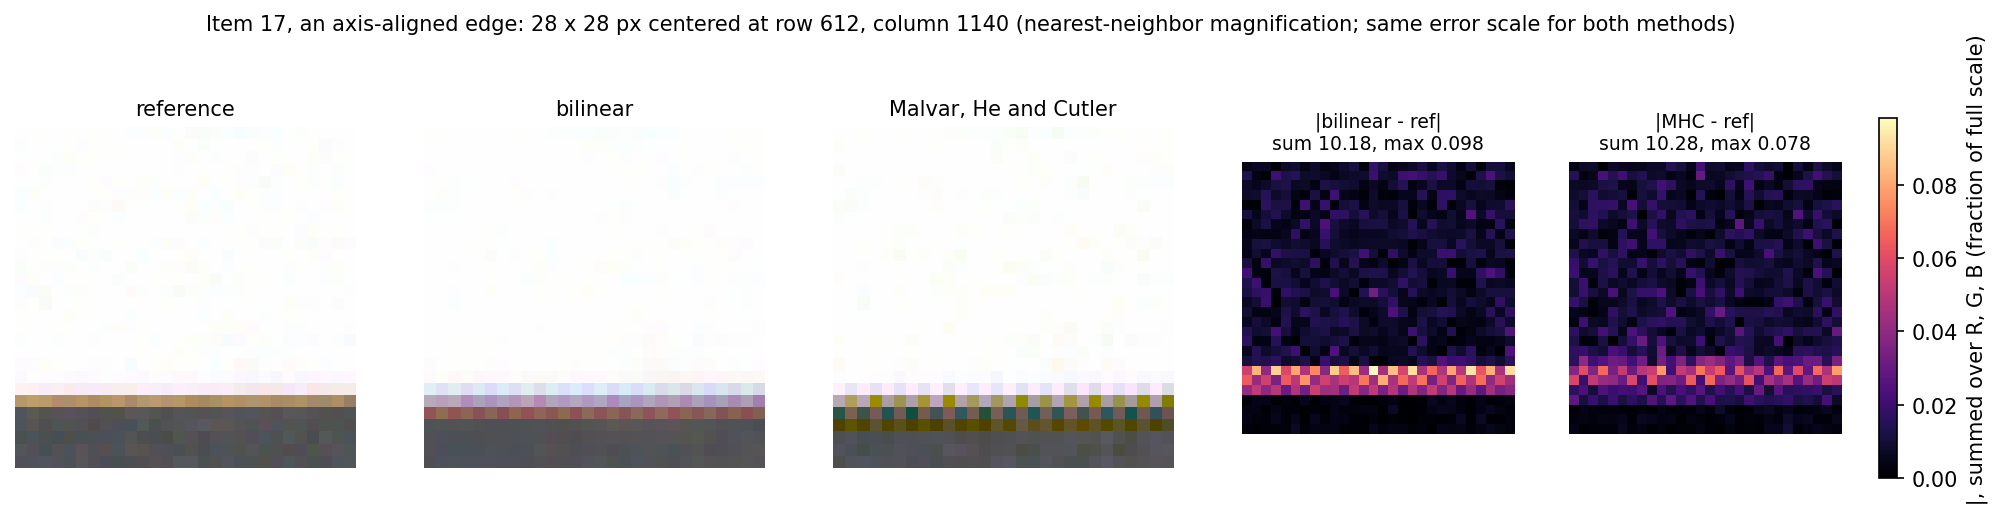 Item 17, an axis-aligned edge: 28 x 28 px centered at row 612, column 1140 (nearest-neighbor magnification; same error scale for both methods)
reference
bilinear
Malvar, He and Cutler
|bilinear - ref|
sum 10.18, max 0.098
|MHC - ref|
sum 10.28, max 0.078
0.08
0.06
0.04
0.02
0.00
|, summed over R, G, B (fraction of full scale)